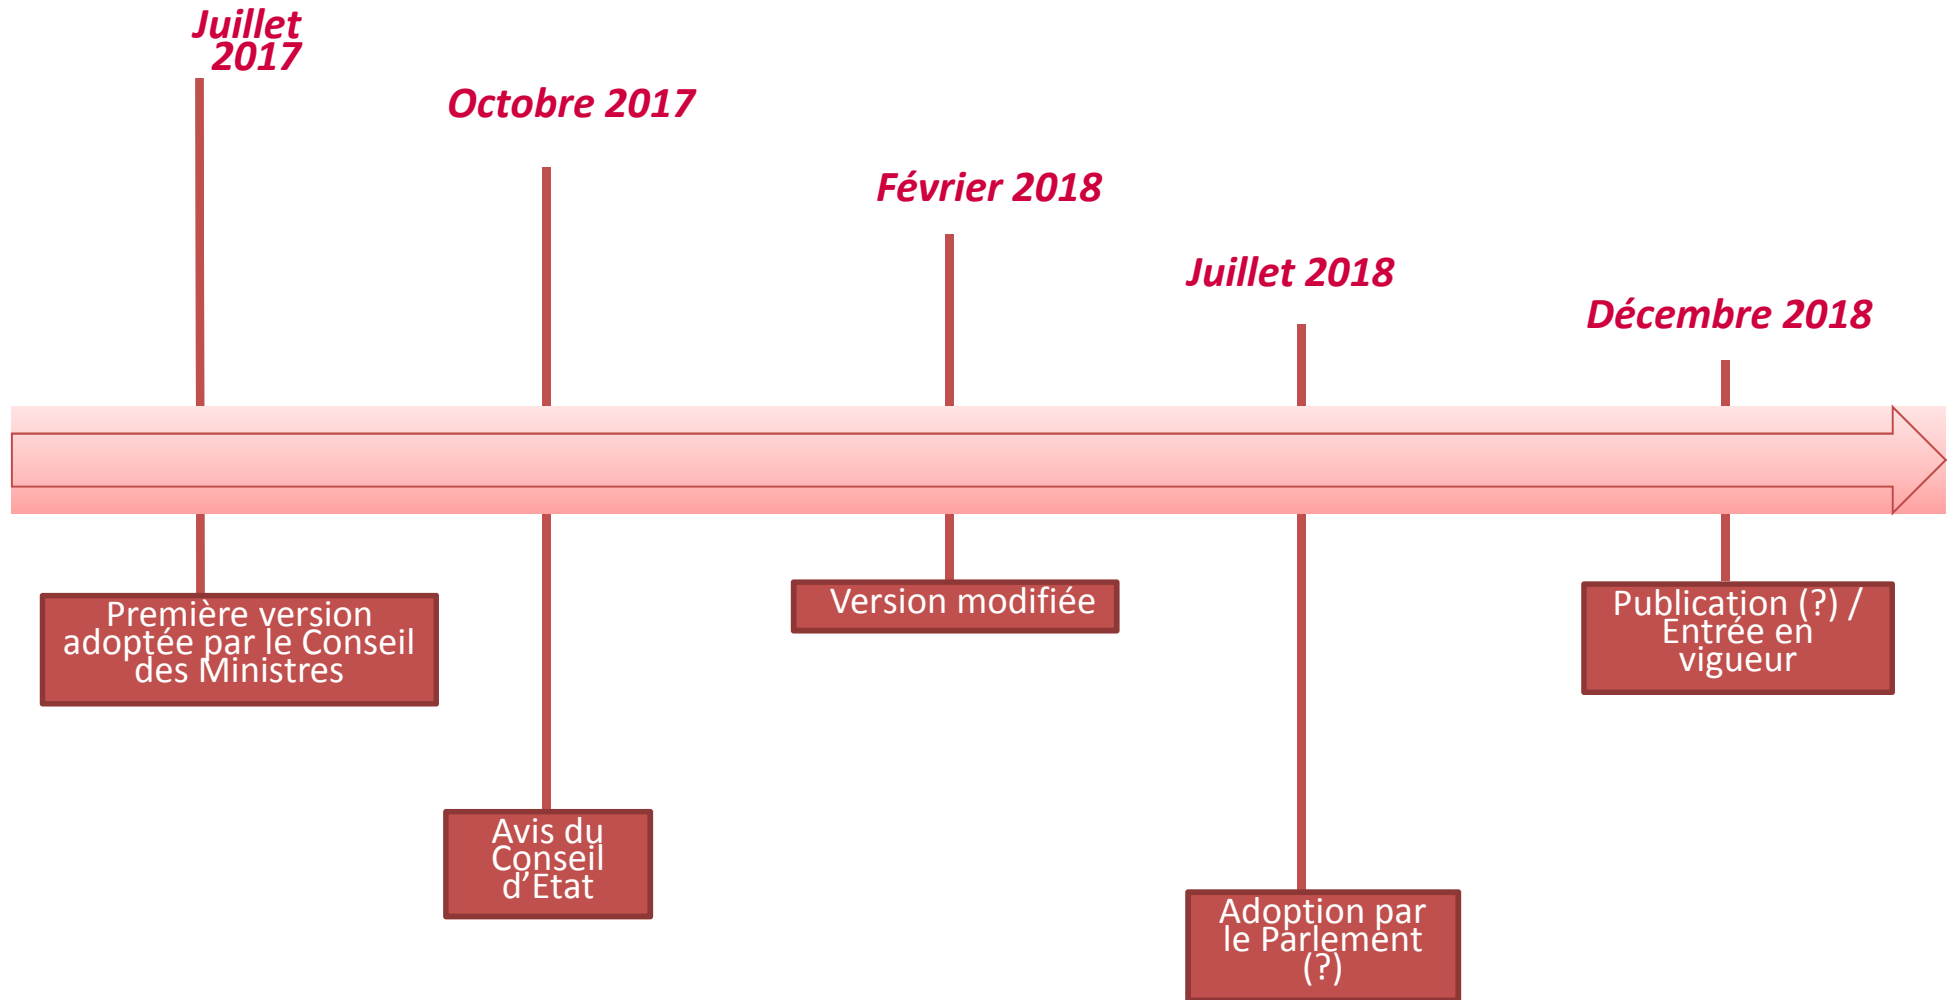 Juillet
2017
Octobre 2017
Février 2018
Juillet 2018
Décembre 2018
Première version
adoptée par le Conseil
des Ministres
Avis du
Conseil
d’Etat
Version modifiée
Adoption par
le Parlement
(?)
Publication (?) /
Entrée en
vigueur